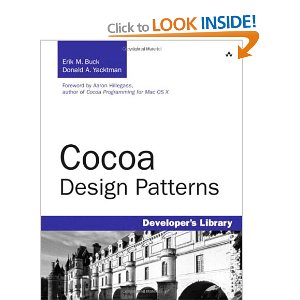 Click to
LOOK INSIDE!
Erik M. Buck
Donald A. Yacktman
Foreword by Aaron Hillegass,
author of Cocoa Programming for Mac OS X
Cocoa
Design Patterns
Developer's Library